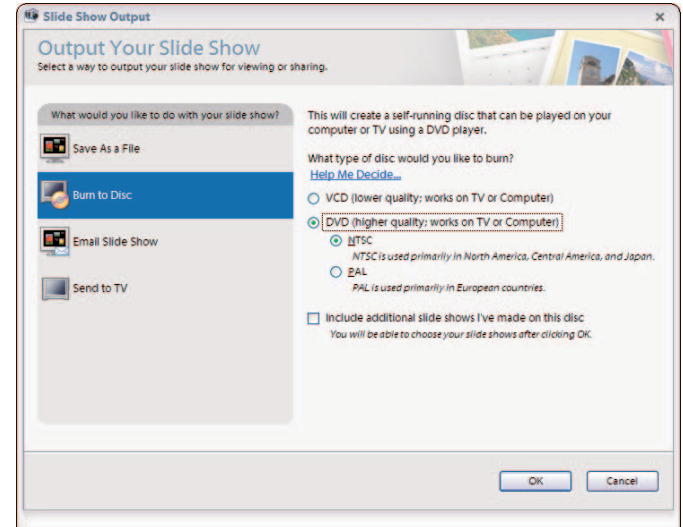 Slide Show Output
Output Your Slide Show
Select a way to output your slide show for viewing or sharing.
What would you like to do with your slide show?
Save As a File
Burn to Disc
Email Slide Show
Send to TV
This will create a self-running disc that can be played on your
computer or TV using a DVD player.
What type of disc would you like to burn?
Help Me Decide...
VCD (lower quality; works on TV or Computer)
DVD (higher quality; works on TV or Computer)
NTSC
NTSC is used primarily in North America, Central America, and Japan.
PAL
PAL is used primarily in European countries.
Include additional slide shows I've made on this disc
You will be able to choose your slide shows after clicking OK.
OK
Cancel